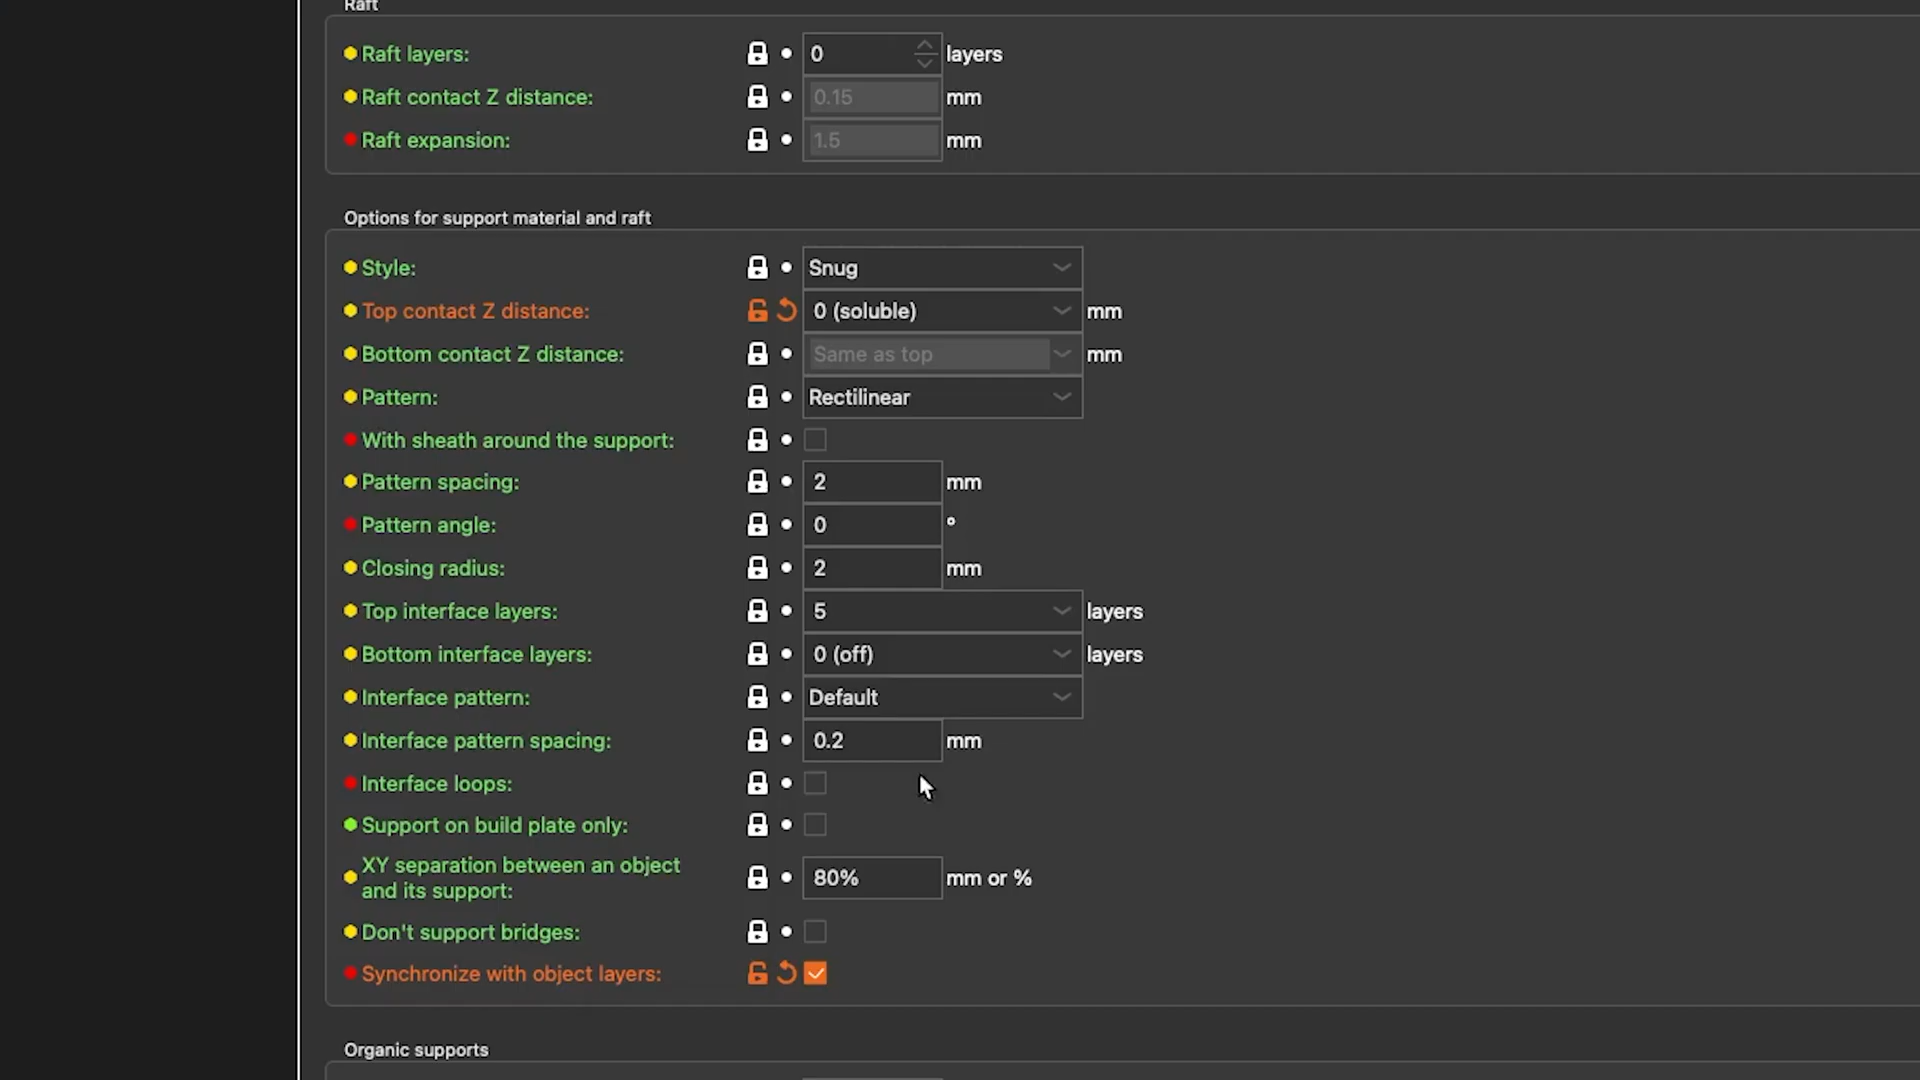 Raft
Raft layers: 0 layers
Raft contact Z distance: 0.15 mm
Raft expansion: 1.5 mm
Options for support material and raft
Style: Snug
Top contact Z distance: 0 (soluble) mm
Bottom contact Z distance: Same as top mm
Pattern: Rectilinear
With sheath around the support:
Pattern spacing: 2 mm
Pattern angle: 0 °
Closing radius: 2 mm
Top interface layers: 5 layers
Bottom interface layers: 0 (off) layers
Interface pattern: Default
Interface pattern spacing: 0.2 mm
Interface loops:
Support on build plate only:
XY separation between an object
and its support: 80% mm or %
Don't support bridges:
Synchronize with object layers:
Organic supports